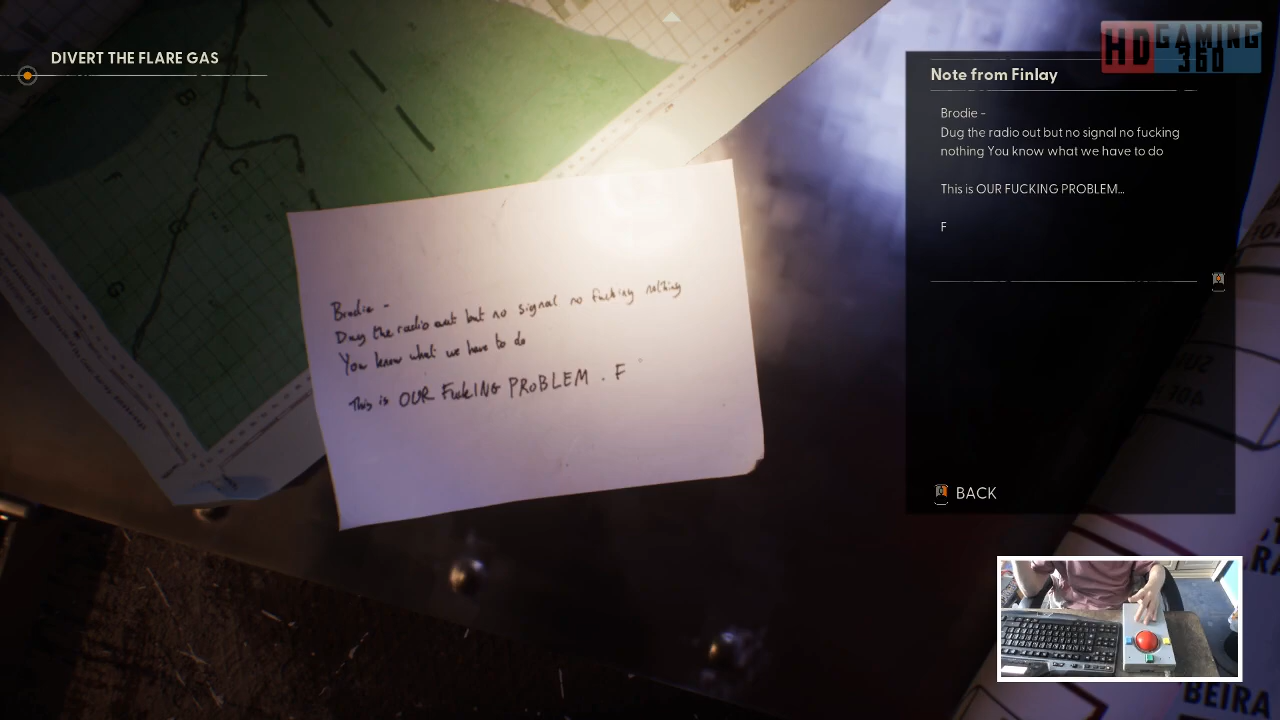 DIVERT THE FLARE GAS
HD GAMING
360
Note from Finlay
Brodie -
Dug the radio out but no signal no fucking
nothing You know what we have to do
This is OUR FUCKING PROBLEM...
F
BACK
Brodie -
Dug the radio out but no signal no fucking nothing
You know what we have to do
This is OUR FuckING PROBLEM . F
B
C
G
G
BEIRA